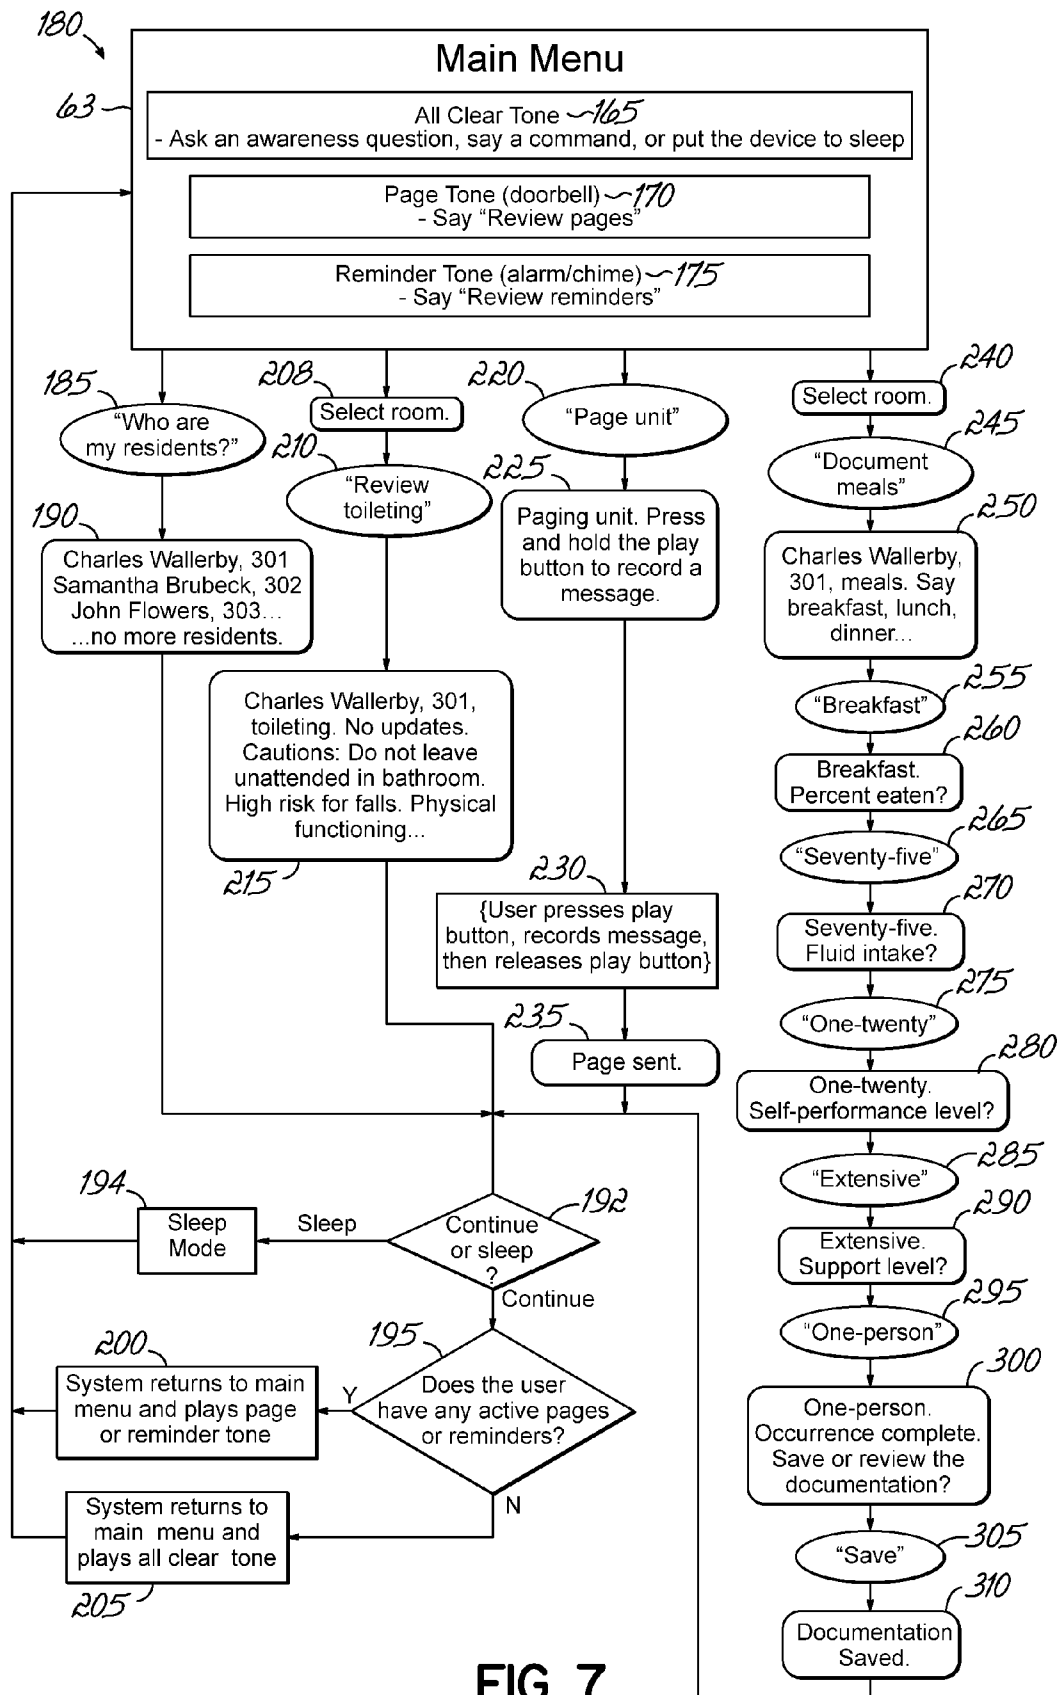 180
Main Menu
63
All Clear Tone 165
- Ask an awareness question, say a command, or put the device to sleep
Page Tone (doorbell) 170
- Say “Review pages”
Reminder Tone (alarm/chime) 175
- Say “Review reminders”
185
“Who are
my residents?”
190
Charles Wallerby, 301
Samantha Brubeck, 302
John Flowers, 303...
...no more residents.
208
Select room.
210
“Review
toileting”
Charles Wallerby, 301,
toileting. No updates.
Cautions: Do not leave
unattended in bathroom.
High risk for falls. Physical
functioning...
215
220
“Page unit”
225
Paging unit. Press
and hold the play
button to record a
message.
230
{User presses play
button, records message,
then releases play button}
235
Page sent.
240
Select room.
245
“Document
meals”
250
Charles Wallerby,
301, meals. Say
breakfast, lunch,
dinner...
255
“Breakfast”
260
Breakfast.
Percent eaten?
265
“Seventy-five”
270
Seventy-five.
Fluid intake?
275
“One-twenty”
280
One-twenty.
Self-performance level?
285
“Extensive”
290
Extensive.
Support level?
295
“One-person”
300
One-person.
Occurrence complete.
Save or review the
documentation?
305
“Save”
310
Documentation
Saved.
192
Continue
or sleep
?
Sleep
194
Sleep
Mode
Continue
195
Does the user
have any active pages
or reminders?
Y
200
System returns to main
menu and plays page
or reminder tone
N
System returns to
main menu and
plays all clear tone
205
FIG. 7